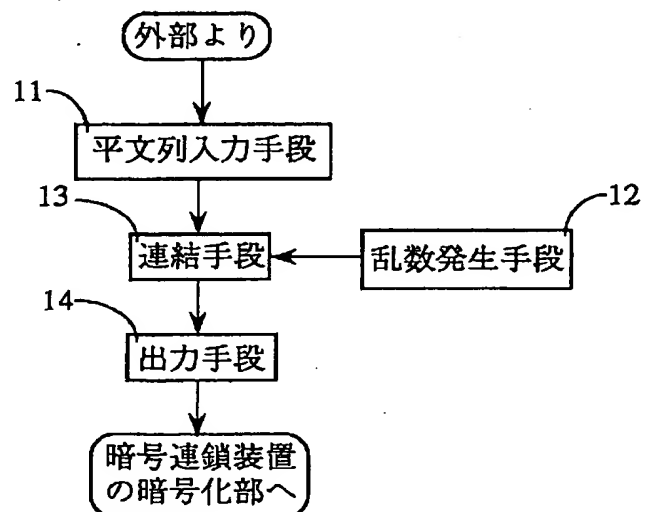 外部より
11
平文列入力手段
13
12
連結手段
乱数発生手段
14
出力手段
暗号連鎖装置
の暗号化部へ